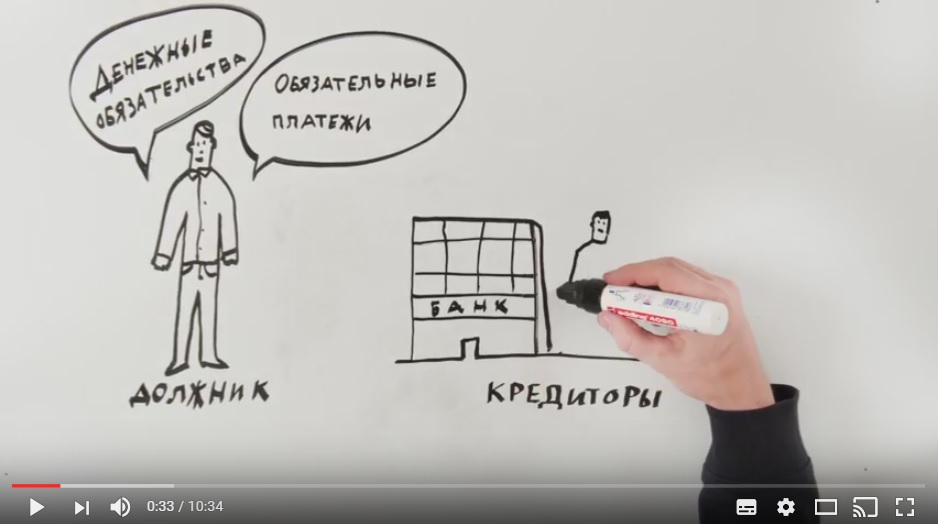 ДЕНЕЖНЫЕ
ОБЯЗАТЕЛЬСТВА
ОБЯЗАТЕЛЬНЫЕ
ПЛАТЕЖИ
БАНК
ДОЛЖНИК
КРЕДИТОРЫ
0:33 / 10:34